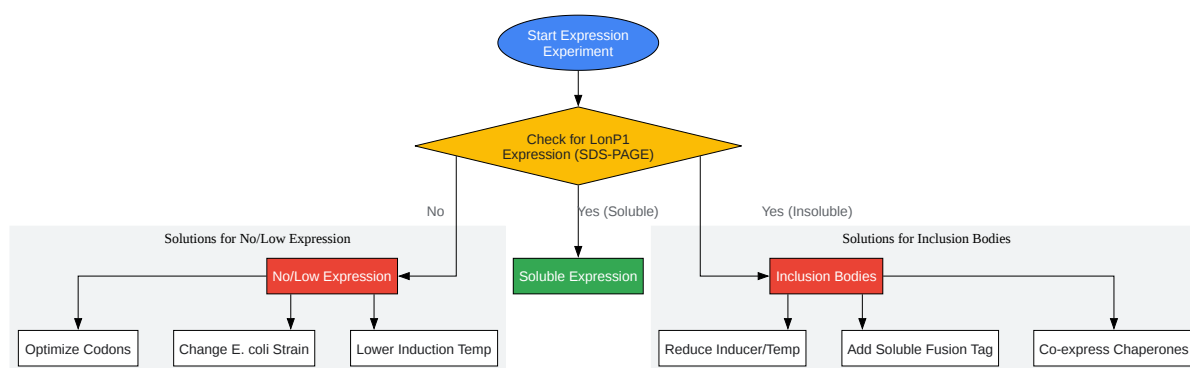 Start Expression
Experiment
Check for LonP1
Expression (SDS-PAGE)
No
Yes (Soluble)
Yes (Insoluble)
Solutions for No/Low Expression
Solutions for Inclusion Bodies
No/Low Expression
Soluble Expression
Inclusion Bodies
Optimize Codons
Change E. coli Strain
Lower Induction Temp
Reduce Inducer/Temp
Add Soluble Fusion Tag
Co-express Chaperones